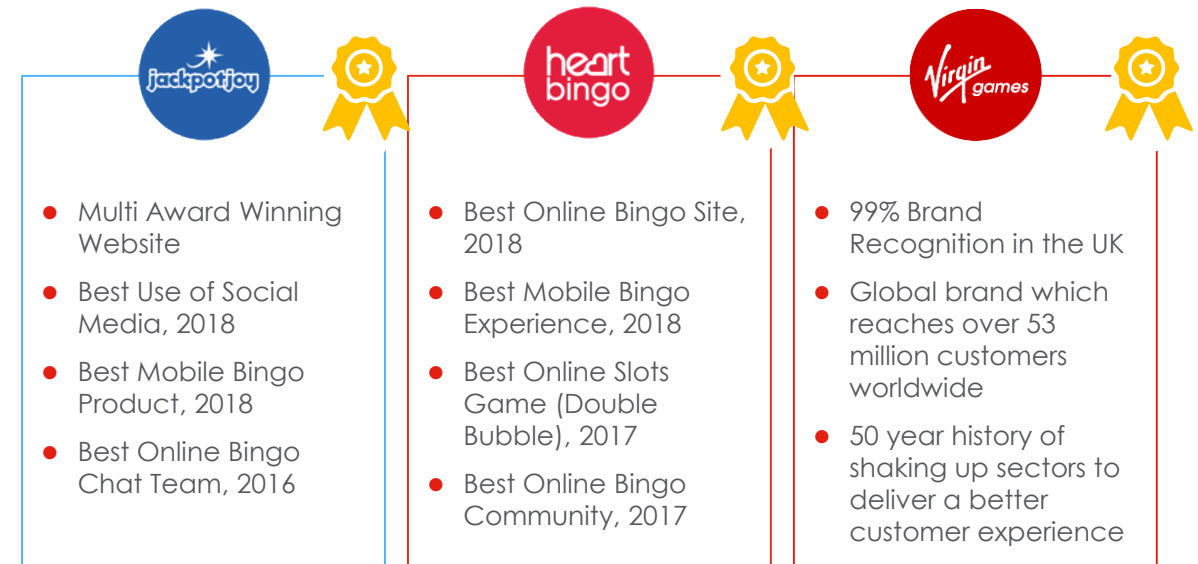 jackpotjoy
Multi Award Winning
Website
Best Use of Social
Media, 2018
Best Mobile Bingo
Product, 2018
Best Online Bingo
Chat Team, 2016
heart
bingo
Best Online Bingo Site,
2018
Best Mobile Bingo
Experience, 2018
Best Online Slots
Game (Double
Bubble), 2017
Best Online Bingo
Community, 2017
Virgin
games
99% Brand
Recognition in the UK
Global brand which
reaches over 53
million customers
worldwide
50 year history of
shaking up sectors to
deliver a better
customer experience